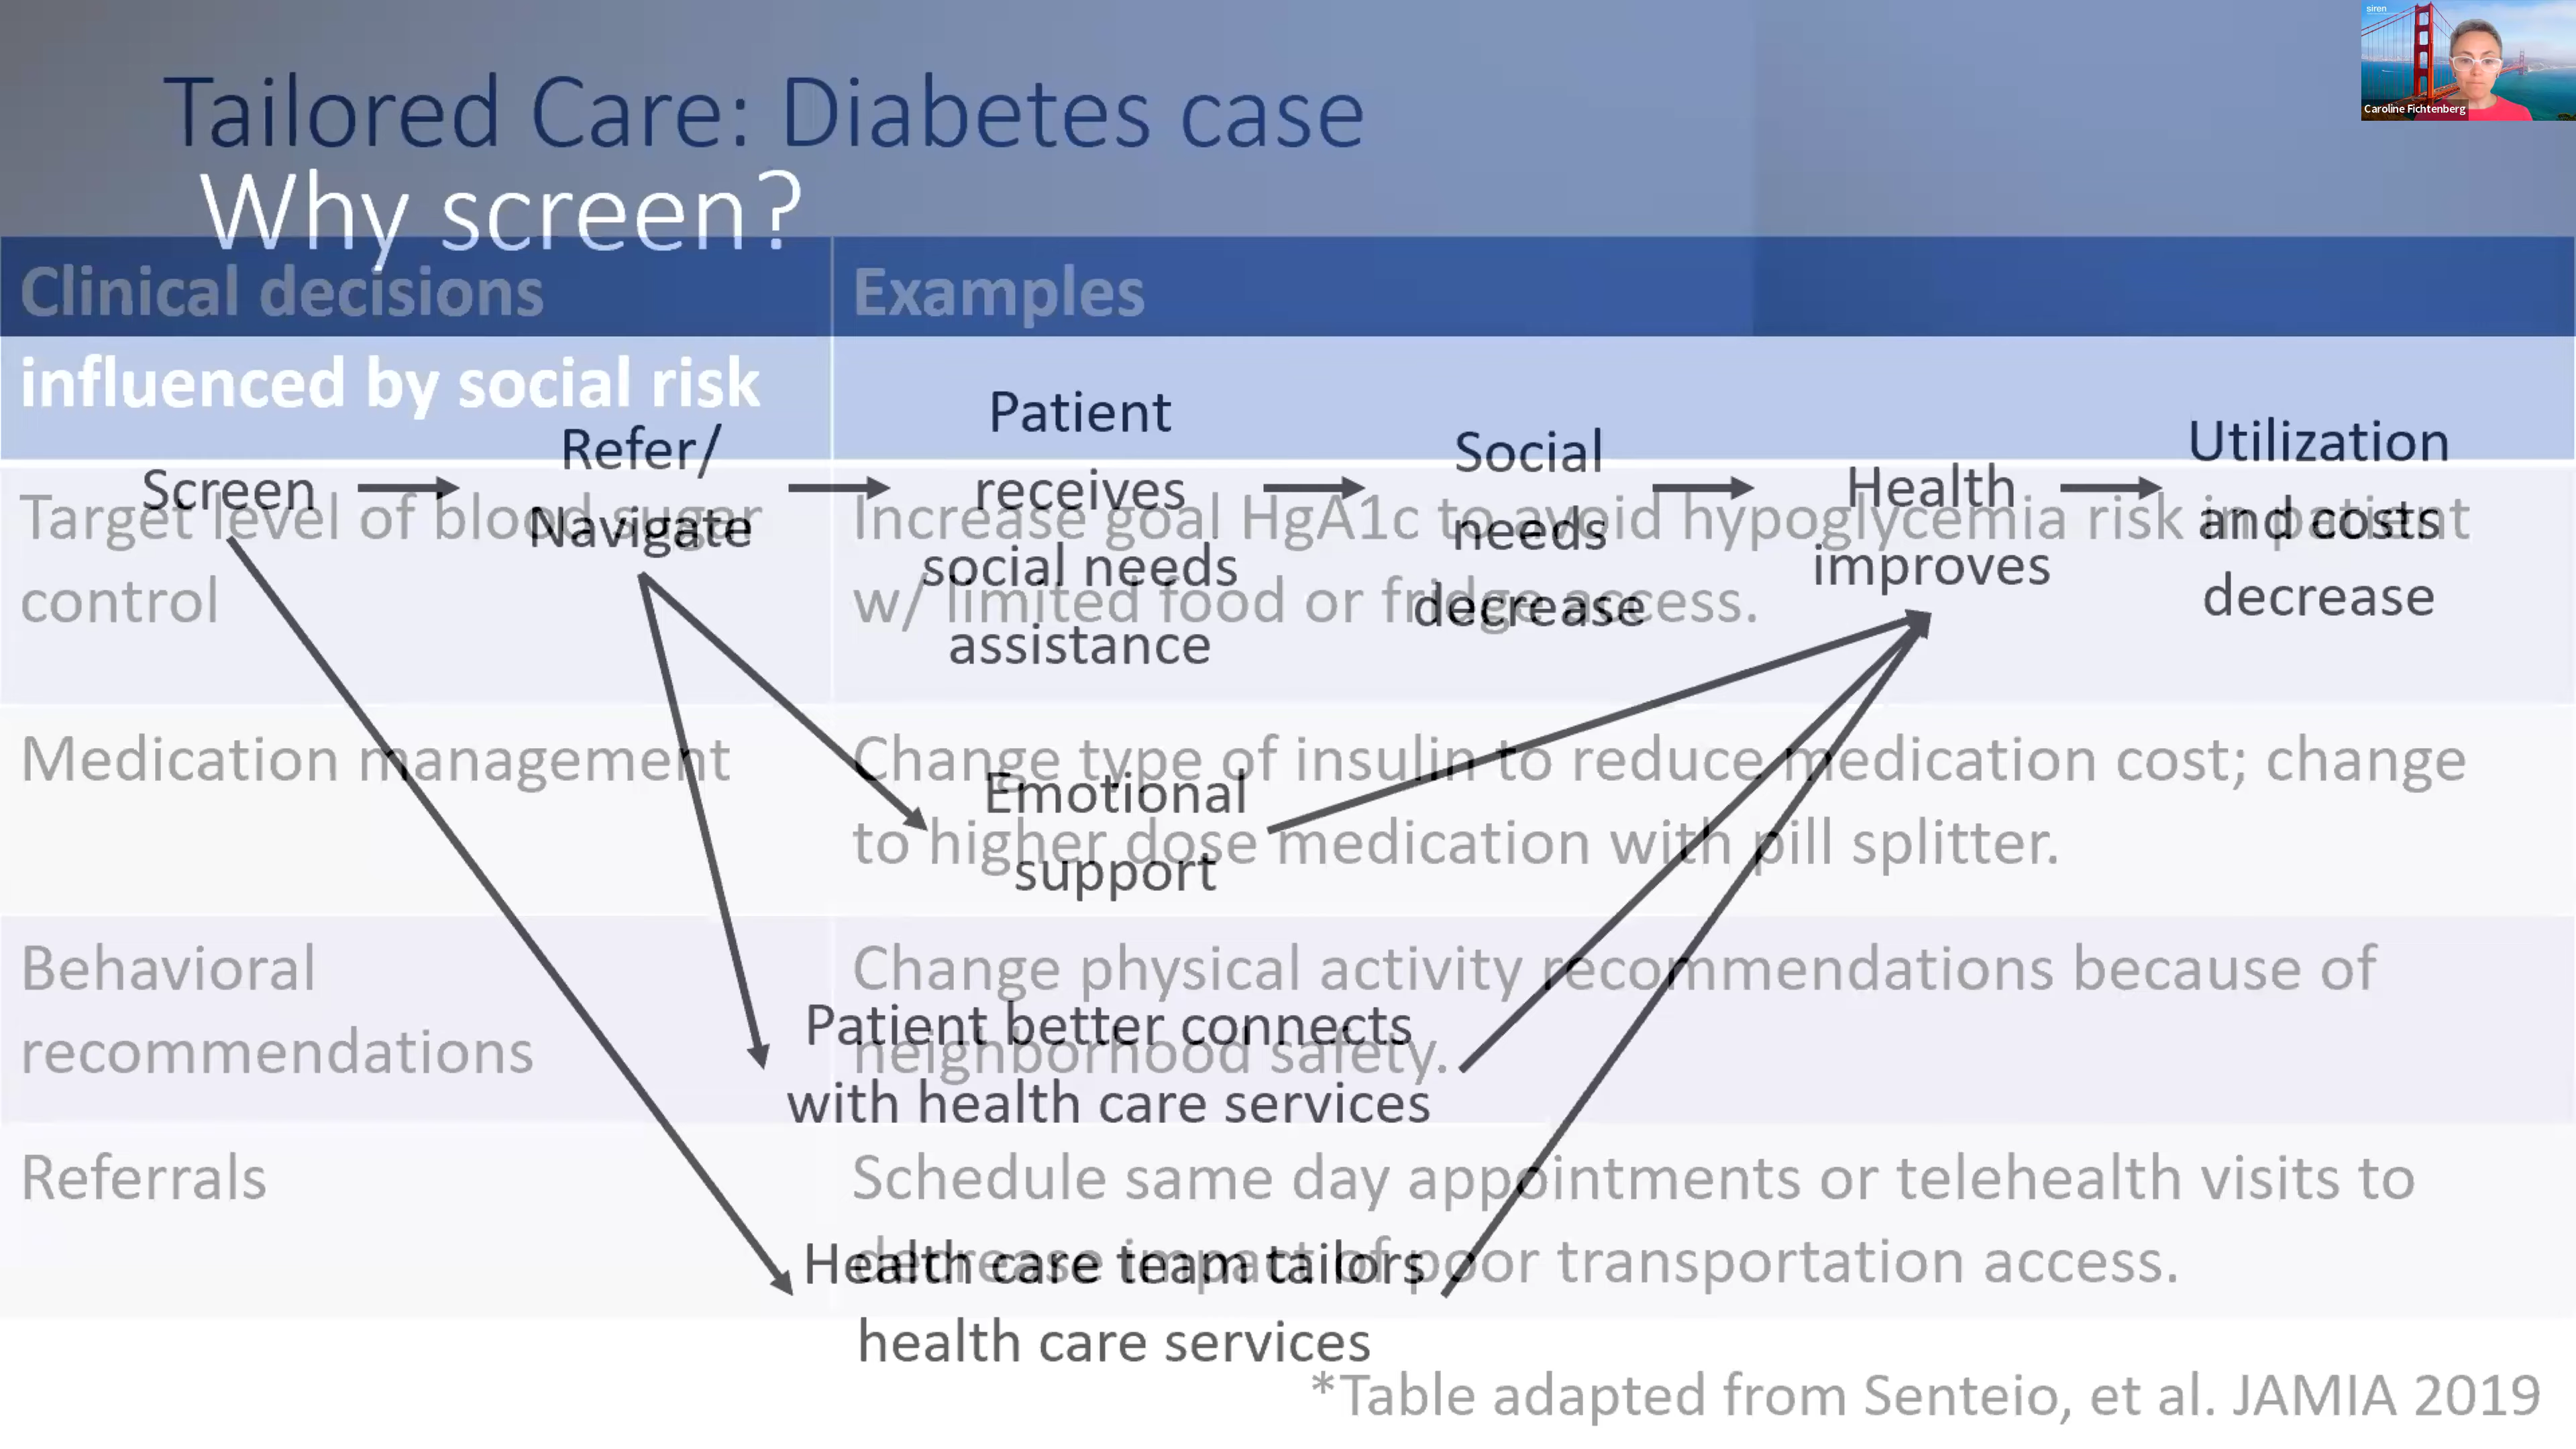 siren
Caroline Fichtenberg
Tailored Care: Diabetes case
Why screen?
Clinical decisions
influenced by social risk
Examples
Target level of blood sugar
control
Increase goal HgA1c to avoid hypoglycemia risk in patient
w/ limited food or fridge access.
Medication management
Change type of insulin to reduce medication cost; change
to higher dose medication with pill splitter.
Behavioral
recommendations
Change physical activity recommendations because of
neighborhood safety.
Referrals
Schedule same day appointments or telehealth visits to
decrease impact of poor transportation access.
*Table adapted from Senteio, et al. JAMIA 2019
Screen
Refer/
Navigate
Patient
receives
social needs
assistance
Social
needs
decrease
Health
improves
Utilization
and costs
decrease
Emotional
support
Patient better connects
with health care services
Health care team tailors
health care services